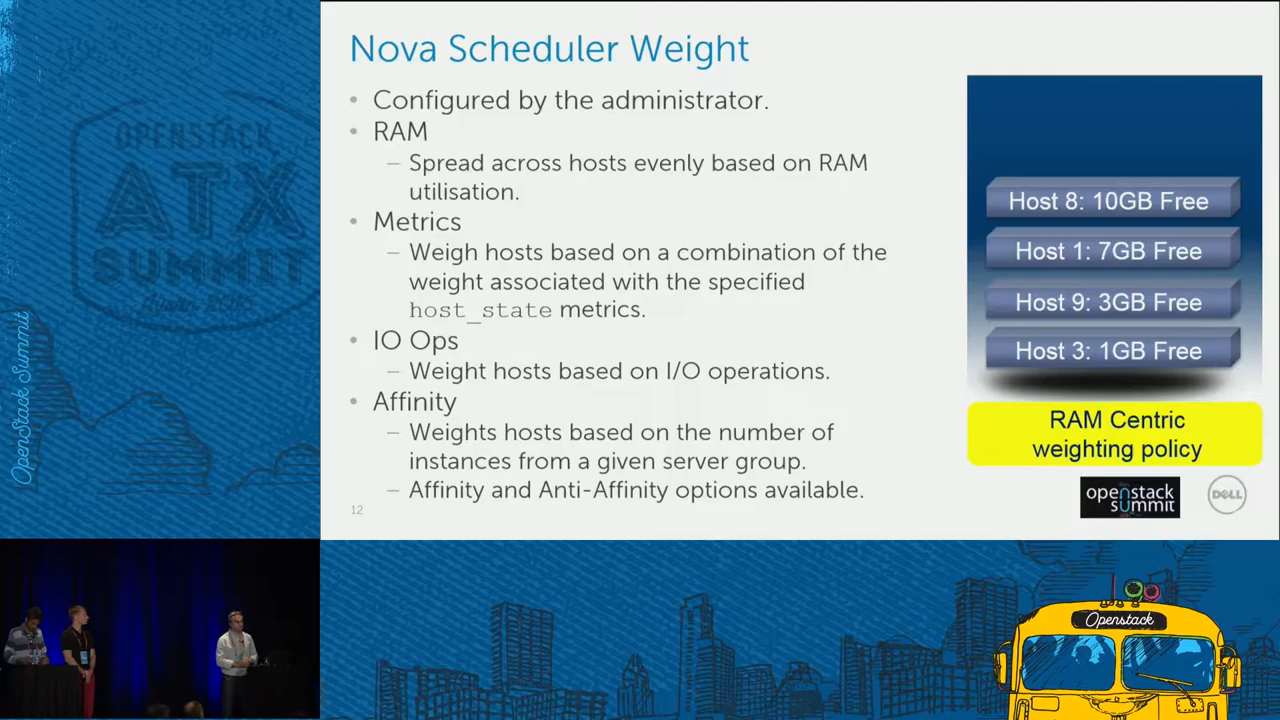 OPENSTACK
ATX
SUMMIT
OpenStack Summit
Nova Scheduler Weight
• Configured by the administrator.
• RAM
– Spread across hosts evenly based on RAM
utilisation.
• Metrics
– Weigh hosts based on a combination of the
weight associated with the specified
host_state metrics.
• IO Ops
– Weight hosts based on I/O operations.
• Affinity
– Weights hosts based on the number of
instances from a given server group.
– Affinity and Anti-Affinity options available.
12
Host 8: 10GB Free
Host 1: 7GB Free
Host 9: 3GB Free
Host 3: 1GB Free
RAM Centric
weighting policy
openstack
summit
DELL
Openstack